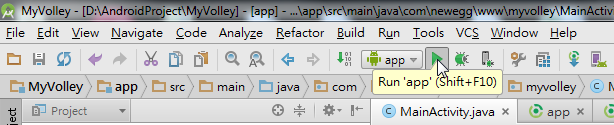 MyVolley - [D:\AndroidProject\MyVolley] - [app] - ...\app\src\main\java\com\newegg\www\myvolley\MainActivity
File Edit View Navigate Code Analyze Refactor Build Run Tools VCS Window Help
app
Run 'app' (Shift+F10)
MyVolley app src main java com myvolley Ma
Project MainActivity.java app
Project